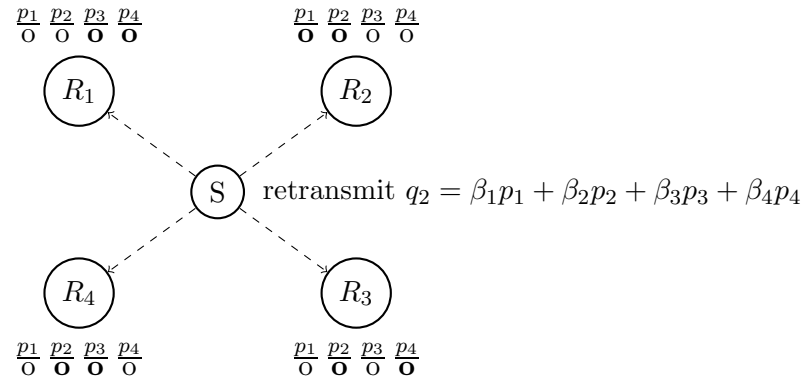 p₁ p₂ p₃ p₄ p₁ p₂ p₃ p₄
O O O O O O O O
R₁ R₂
S retransmit q₂ = β₁p₁ + β₂p₂ + β₃p₃ + β₄p₄
R₄ R₃
p₁ p₂ p₃ p₄ p₁ p₂ p₃ p₄
O O O O O O O O